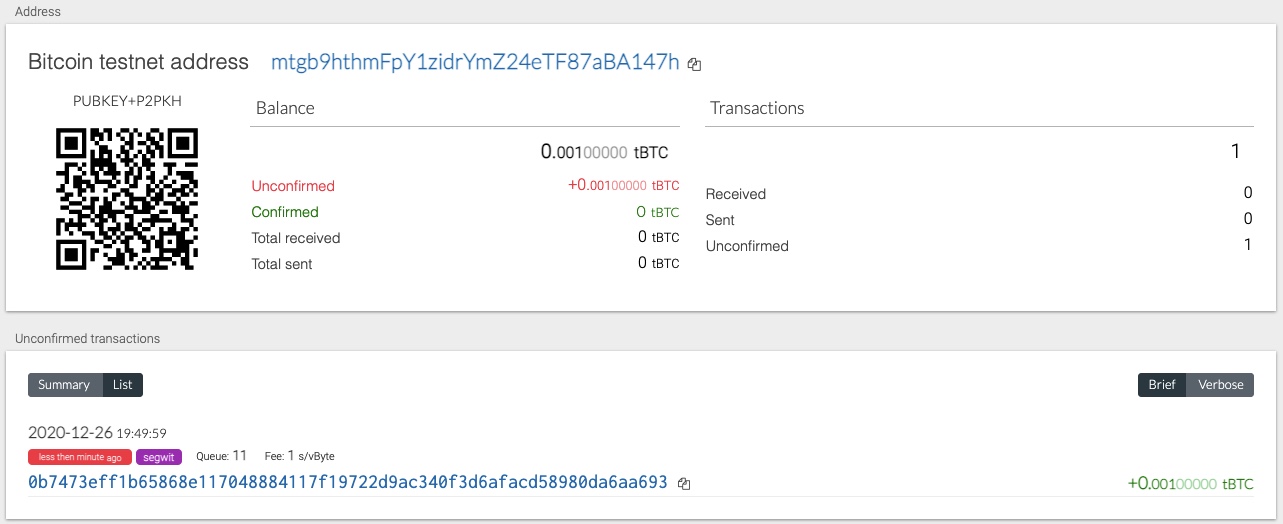 Address
Bitcoin testnet address mtgb9hthmFpY1zidrYmZ24eTF87aBA147h
PUBKEY+P2PKH
Balance
0.00100000 tBTC
Unconfirmed +0.00100000 tBTC
Confirmed 0 tBTC
Total received 0 tBTC
Total sent 0 tBTC
Transactions
1
Received 0
Sent 0
Unconfirmed 1
Unconfirmed transactions
Summary List Brief Verbose
2020-12-26 19:49:59
less then minute ago segwit Queue: 11 Fee: 1 s/vByte
0b7473eff1b65868e117048884117f19722d9ac340f3d6afacd58980da6aa693 +0.00100000 tBTC